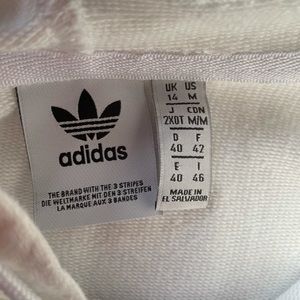 adidas
THE BRAND WITH THE 3 STRIPES
DIE WELTMARKE MIT DEN 3 STREIFEN
LA MARQUE AUX 3 BANDES
UK US
14 M
J CDN
2XOT M/M
D F
40 42
E I
40 46
MADE IN
EL SALVADOR